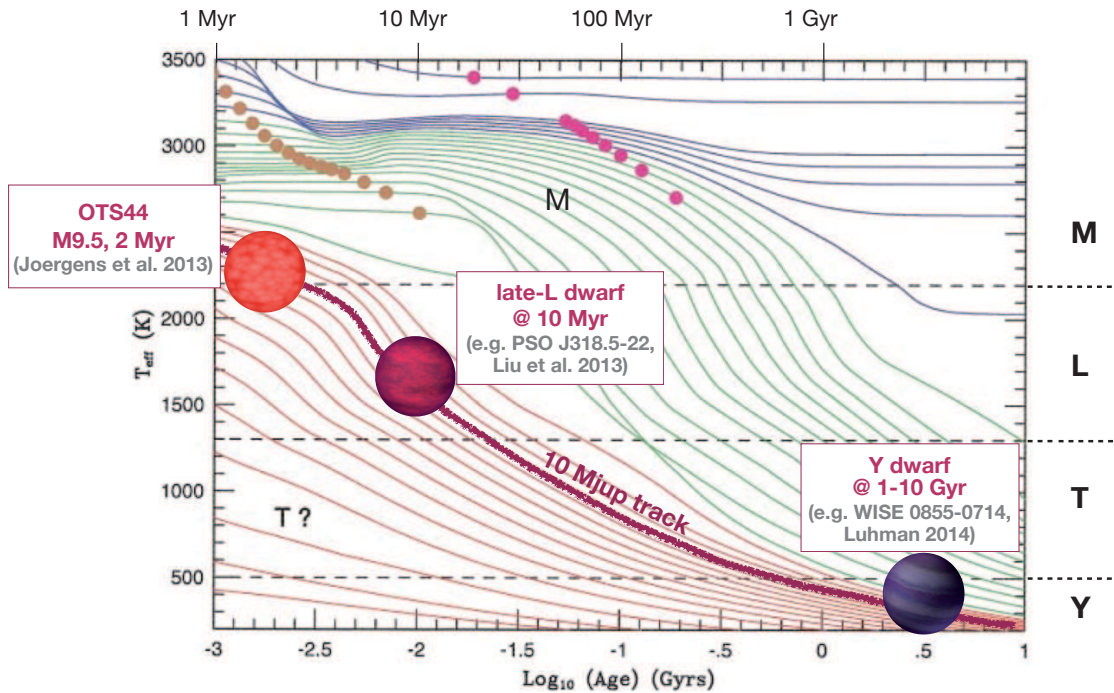 1 Myr 10 Myr 100 Myr 1 Gyr
3500
3000
2000
1500
1000
500
T_eff (K)
M
OTS44
M9.5, 2 Myr
(Joergens et al. 2013)
late-L dwarf
@ 10 Myr
(e.g. PSO J318.5-22,
Liu et al. 2013)
10 Mjup track
Y dwarf
@ 1-10 Gyr
(e.g. WISE 0855-0714,
Luhman 2014)
T ?
M
L
T
Y
-3 -2.5 -2 -1.5 -1 -.5 0 .5 1
Log₁₀ (Age) (Gyrs)